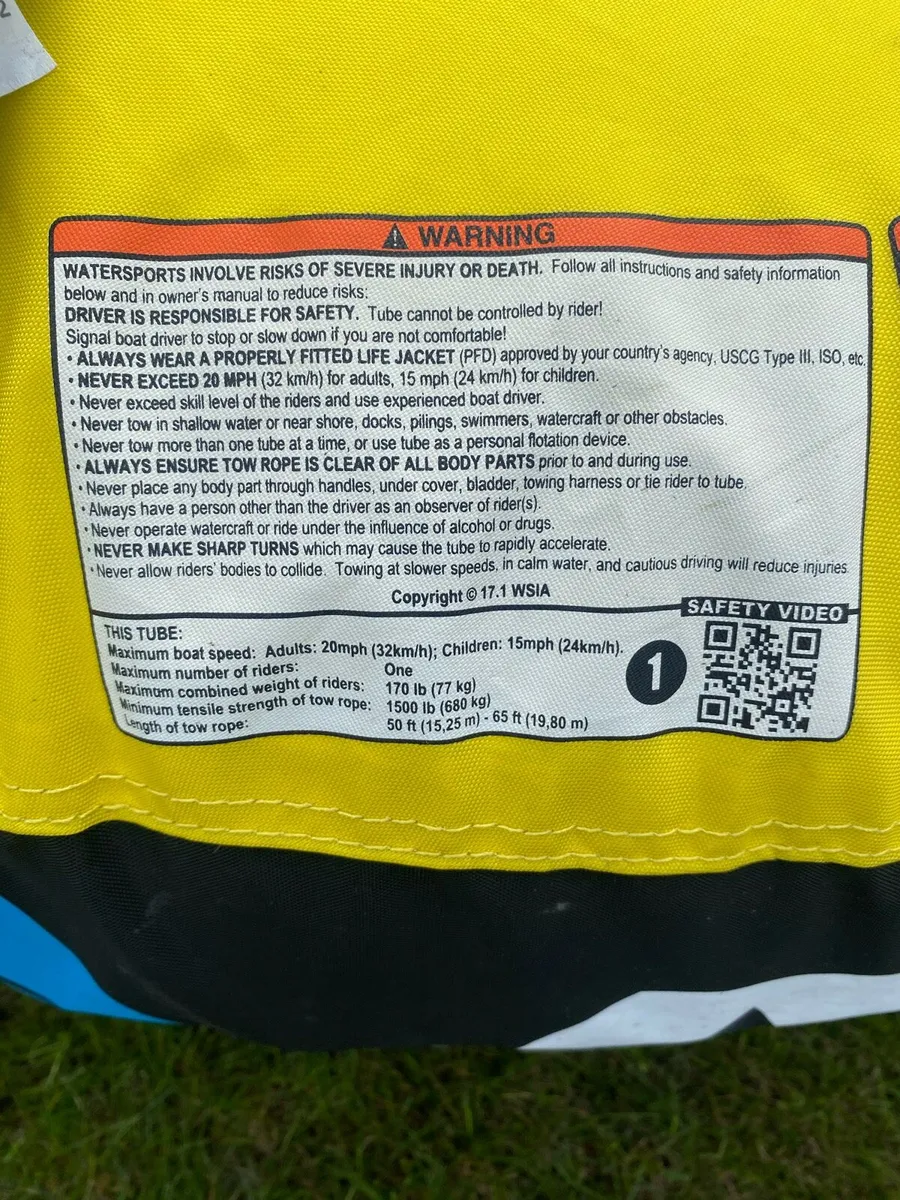 2
⚠ WARNING
WATERSPORTS INVOLVE RISKS OF SEVERE INJURY OR DEATH. Follow all instructions and safety information
below and in owner's manual to reduce risks:
DRIVER IS RESPONSIBLE FOR SAFETY. Tube cannot be controlled by rider!
Signal boat driver to stop or slow down if you are not comfortable!
• ALWAYS WEAR A PROPERLY FITTED LIFE JACKET (PFD) approved by your country's agency, USCG Type III, ISO, etc.
• NEVER EXCEED 20 MPH (32 km/h) for adults, 15 mph (24 km/h) for children.
• Never exceed skill level of the riders and use experienced boat driver.
• Never tow in shallow water or near shore, docks, pilings, swimmers, watercraft or other obstacles.
• Never tow more than one tube at a time, or use tube as a personal flotation device.
• ALWAYS ENSURE TOW ROPE IS CLEAR OF ALL BODY PARTS prior to and during use.
• Never place any body part through handles, under cover, bladder, towing harness or tie rider to tube.
• Always have a person other than the driver as an observer of rider(s).
• Never operate watercraft or ride under the influence of alcohol or drugs.
• NEVER MAKE SHARP TURNS which may cause the tube to rapidly accelerate.
• Never allow riders' bodies to collide. Towing at slower speeds, in calm water, and cautious driving will reduce injuries.
Copyright © 17.1 WSIA
SAFETY VIDEO
THIS TUBE:
Maximum boat speed: Adults: 20mph (32km/h); Children: 15mph (24km/h).
Maximum number of riders: One
Maximum combined weight of riders: 170 lb (77 kg)
Minimum tensile strength of tow rope: 1500 lb (680 kg)
Length of tow rope: 50 ft (15,25 m) - 65 ft (19,80 m)
1